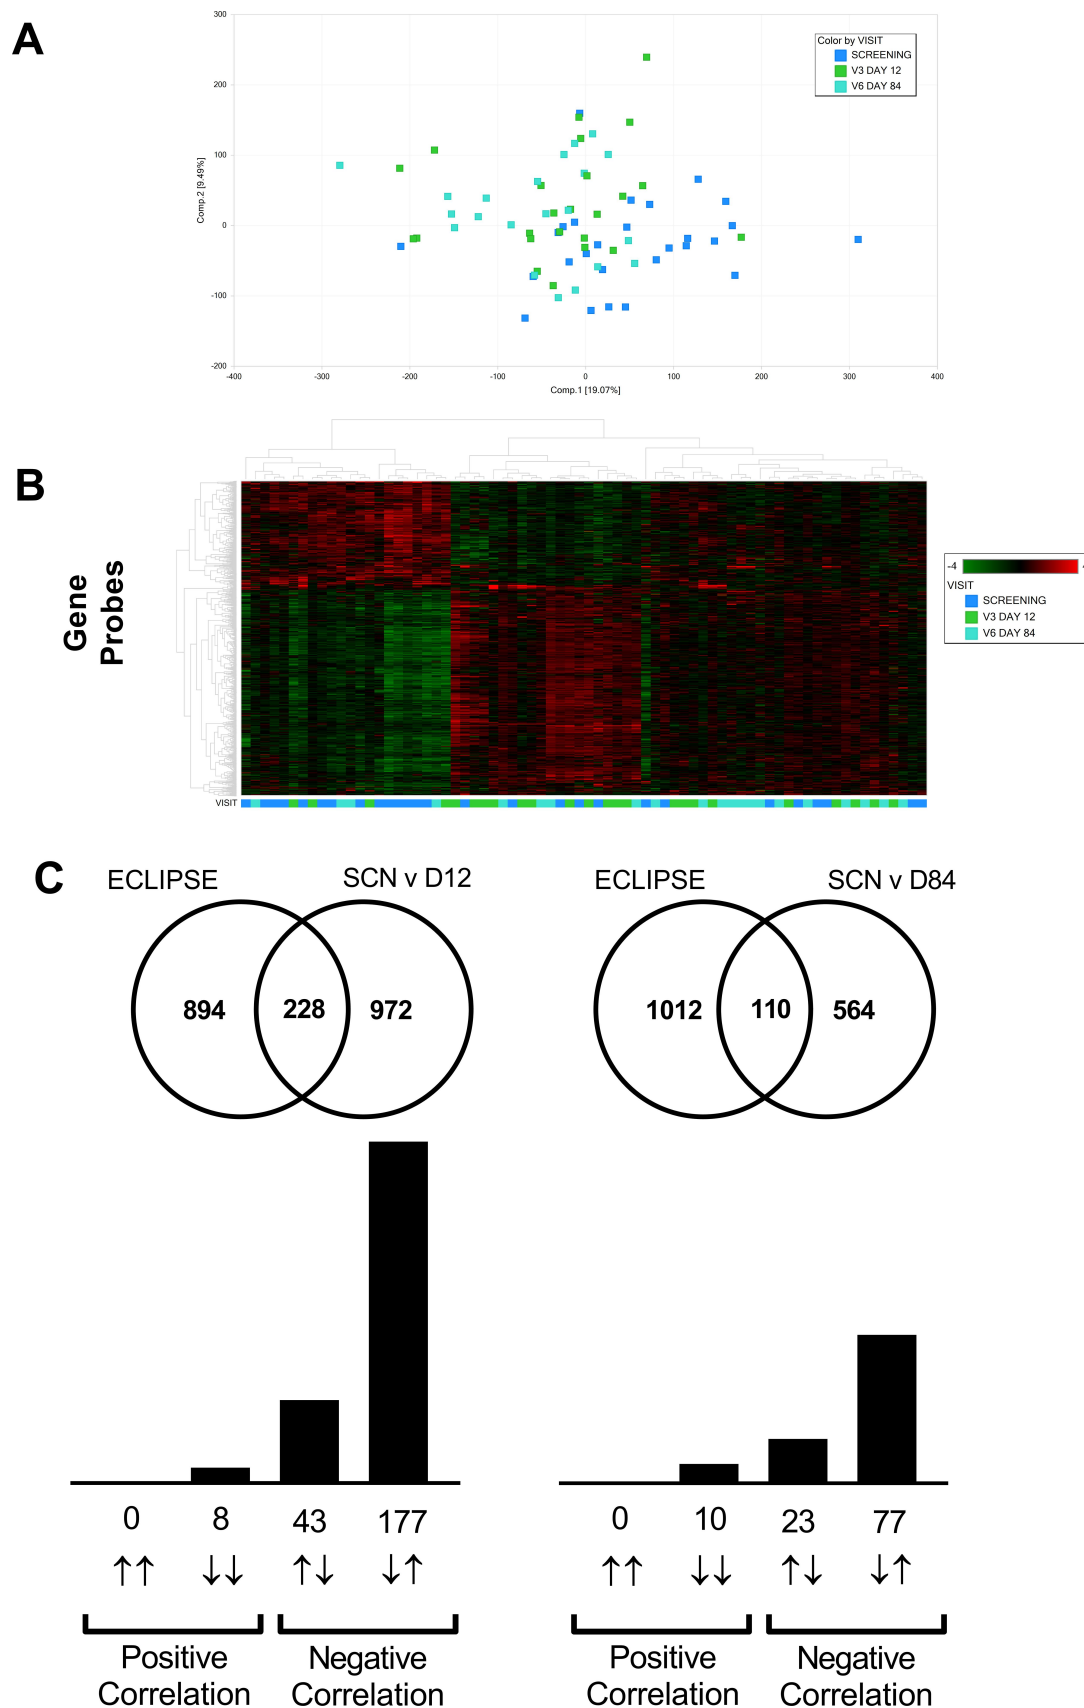 A
300
200
100
0
-100
-200
Comp.2 [9.49%]
-400
-300
-200
-100
0
100
200
300
400
Comp.1 [19.07%]
Color by VISIT
SCREENING
V3 DAY 12
V6 DAY 84
B
Gene
Probes
VISIT
-4
VISIT
SCREENING
V3 DAY 12
V6 DAY 84
C
ECLIPSE SCN v D12
894 228 972
ECLIPSE SCN v D84
1012 110 564
0 8 43 177
↑↑ ↓↓ ↑↓ ↓↑
Positive
Correlation
Negative
Correlation
0 10 23 77
↑↑ ↓↓ ↑↓ ↓↑
Positive
Correlation
Negative
Correlation